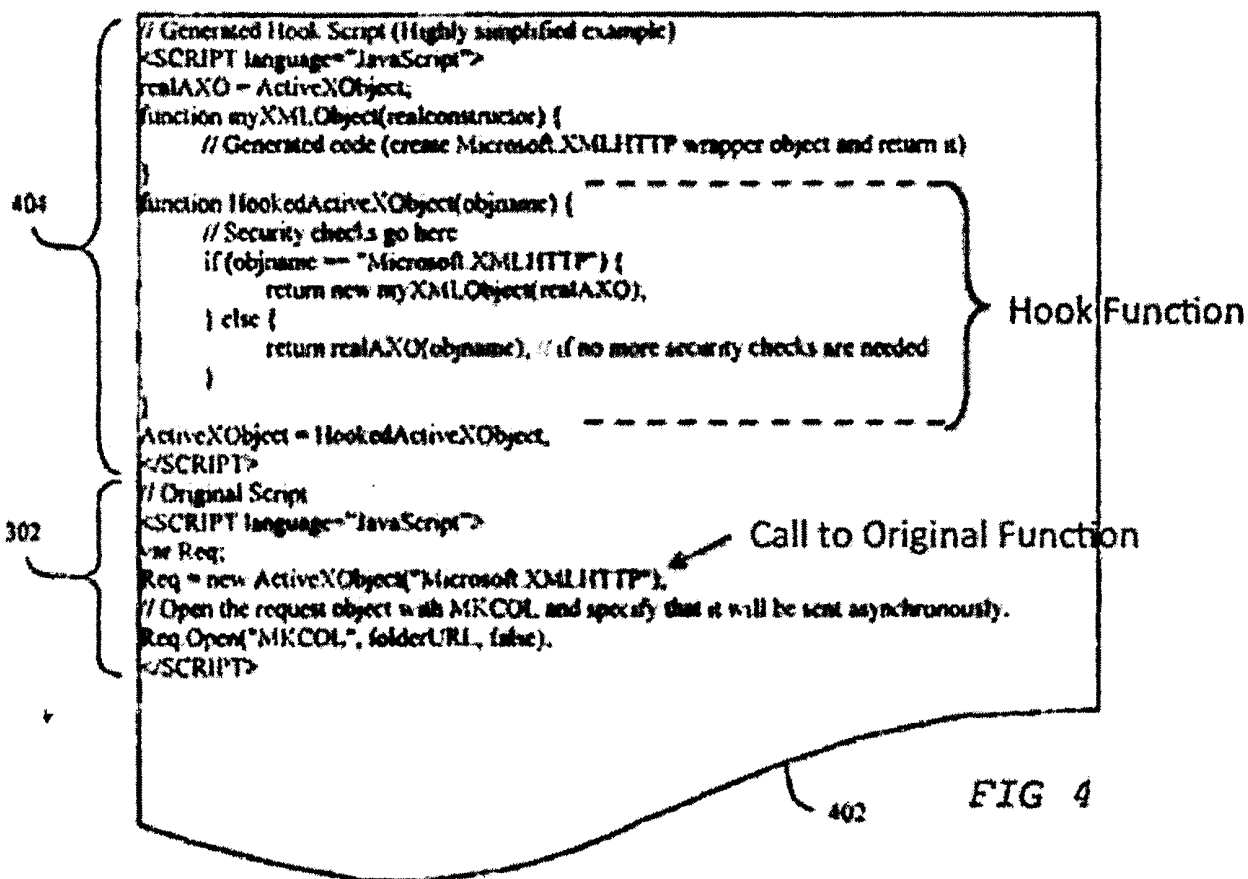 // Generated Hook Script (Highly simplified example)
<SCRIPT language="JavaScript">
realAXO = ActiveXObject;
function myXMLObject(realconstructor) {
// Generated code (create Microsoft.XMLHTTP wrapper object and return it)
}
404
function HookedActiveXObject(objname) {
// Security checks go here
if (objname == "Microsoft.XMLHTTP") {
return new myXMLObject(realAXO);
Hook Function
} else {
return realAXO(objname); // if no more security checks are needed
}
}
ActiveXObject = HookedActiveXObject;
</SCRIPT>
// Original Script
302
<SCRIPT language="JavaScript">
var Req;
Call to Original Function
Req = new ActiveXObject("Microsoft.XMLHTTP");
// Open the request object with MKCOL and specify that it will be sent asynchronously.
Req.Open("MKCOL", folderURL, false);
</SCRIPT>
402
FIG 4